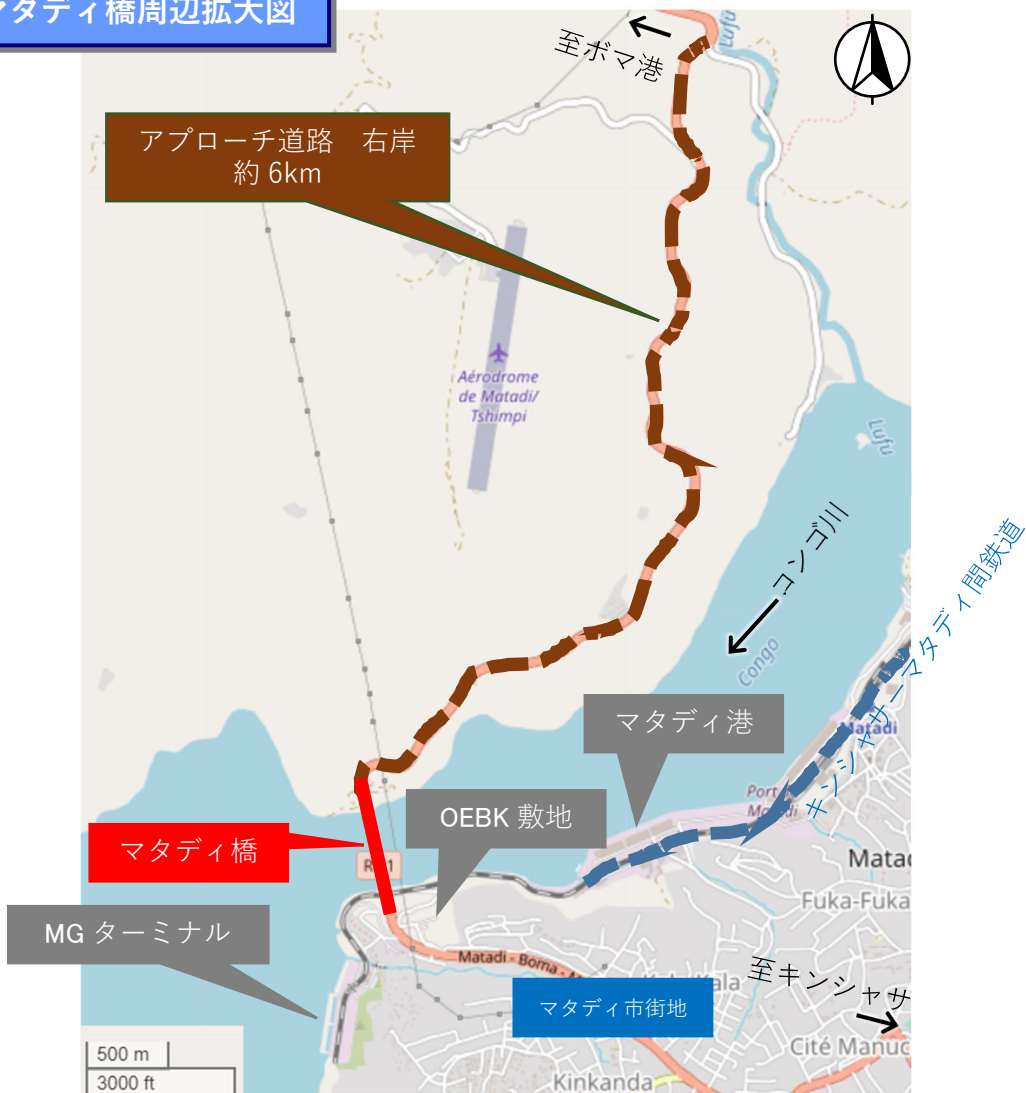 マタディ橋周辺拡大図
至ボマ港
Lufu
アプローチ道路 右岸
約 6km
Aérodrome
de Matadi/
Tshimpi
Lufu
コンゴ川
Congo
キンシャサーマタディ間鉄道
マタディ港
Matadi
OEBK 敷地
Port
マタディ橋
Matad
Fuka-Fuka
MG ターミナル
Matadi - Boma -
至キンシャサ
マタディ市街地
Cité Manuc
500 m
3000 ft
Kinkanda